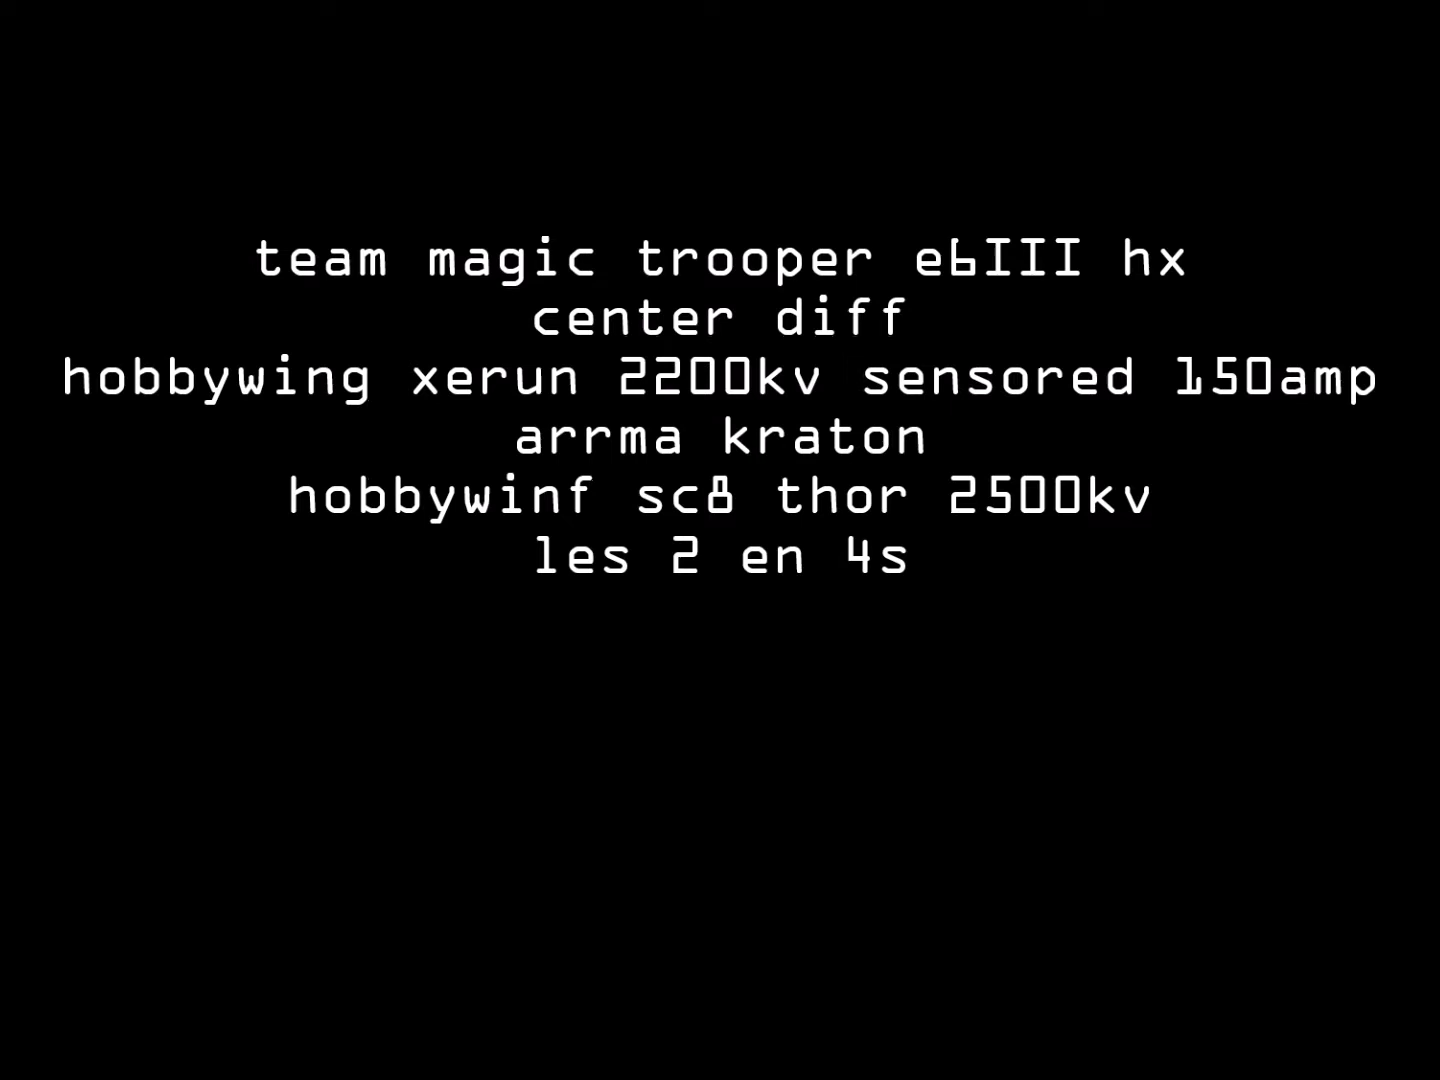 team magic trooper e6III hx
center diff
hobbywing xerun 2200kv sensored 150amp
arrma kraton
hobbywinf sc8 thor 2500kv
les 2 en 4s